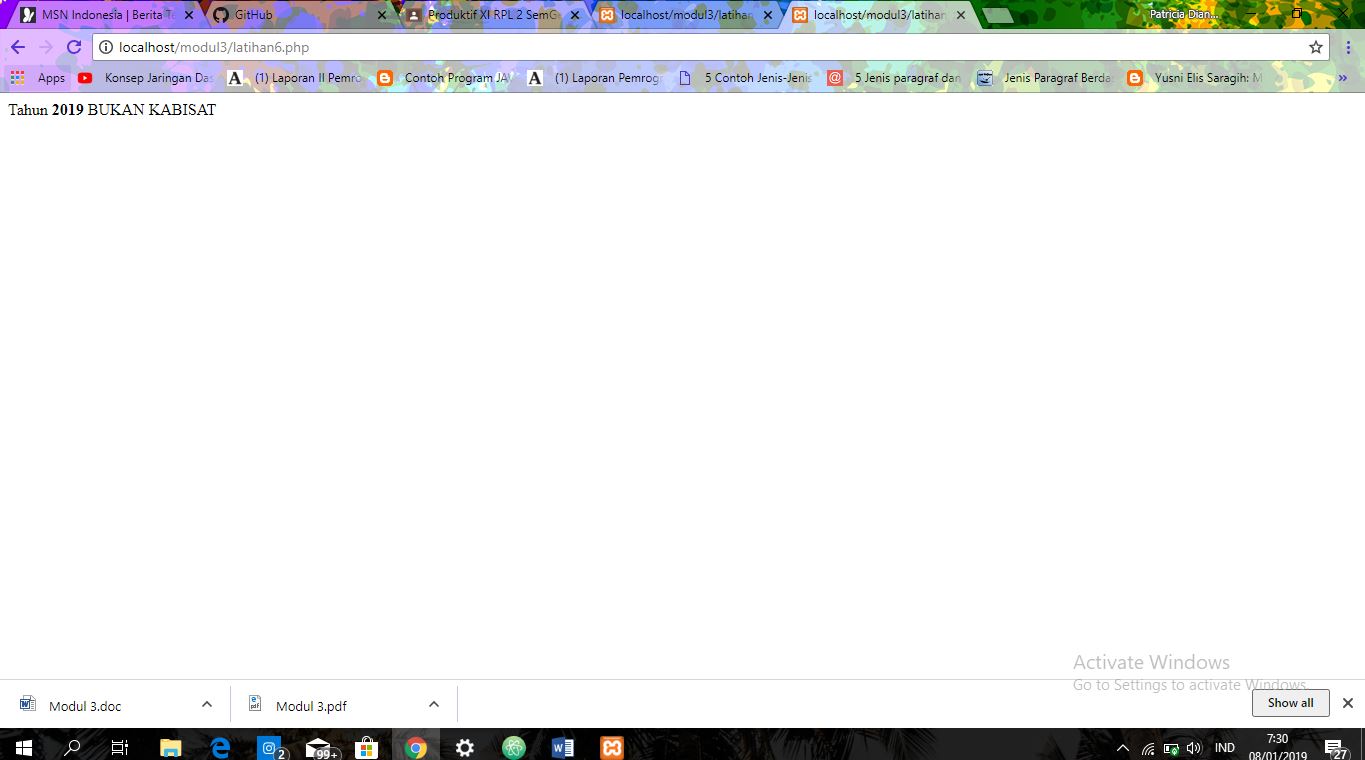 MSN Indonesia | Berita Te
GitHub
Produktif XI RPL 2 SemGe
localhost/modul3/latihan
localhost/modul3/latihan
Patricia Dian...
localhost/modul3/latihan6.php
Apps
Konsep Jaringan Das
(1) Laporan II Pemro
Contoh Program JAV
(1) Laporan Pemrog
5 Contoh Jenis-Jenis
5 Jenis paragraf dan
Jenis Paragraf Berdas
Yusni Elis Saragih: M
»
Tahun 2019 BUKAN KABISAT
Activate Windows
Go to Settings to activate Windows.
Modul 3.doc
Modul 3.pdf
Show all
2
99+
IND
7:30
08/01/2019
27